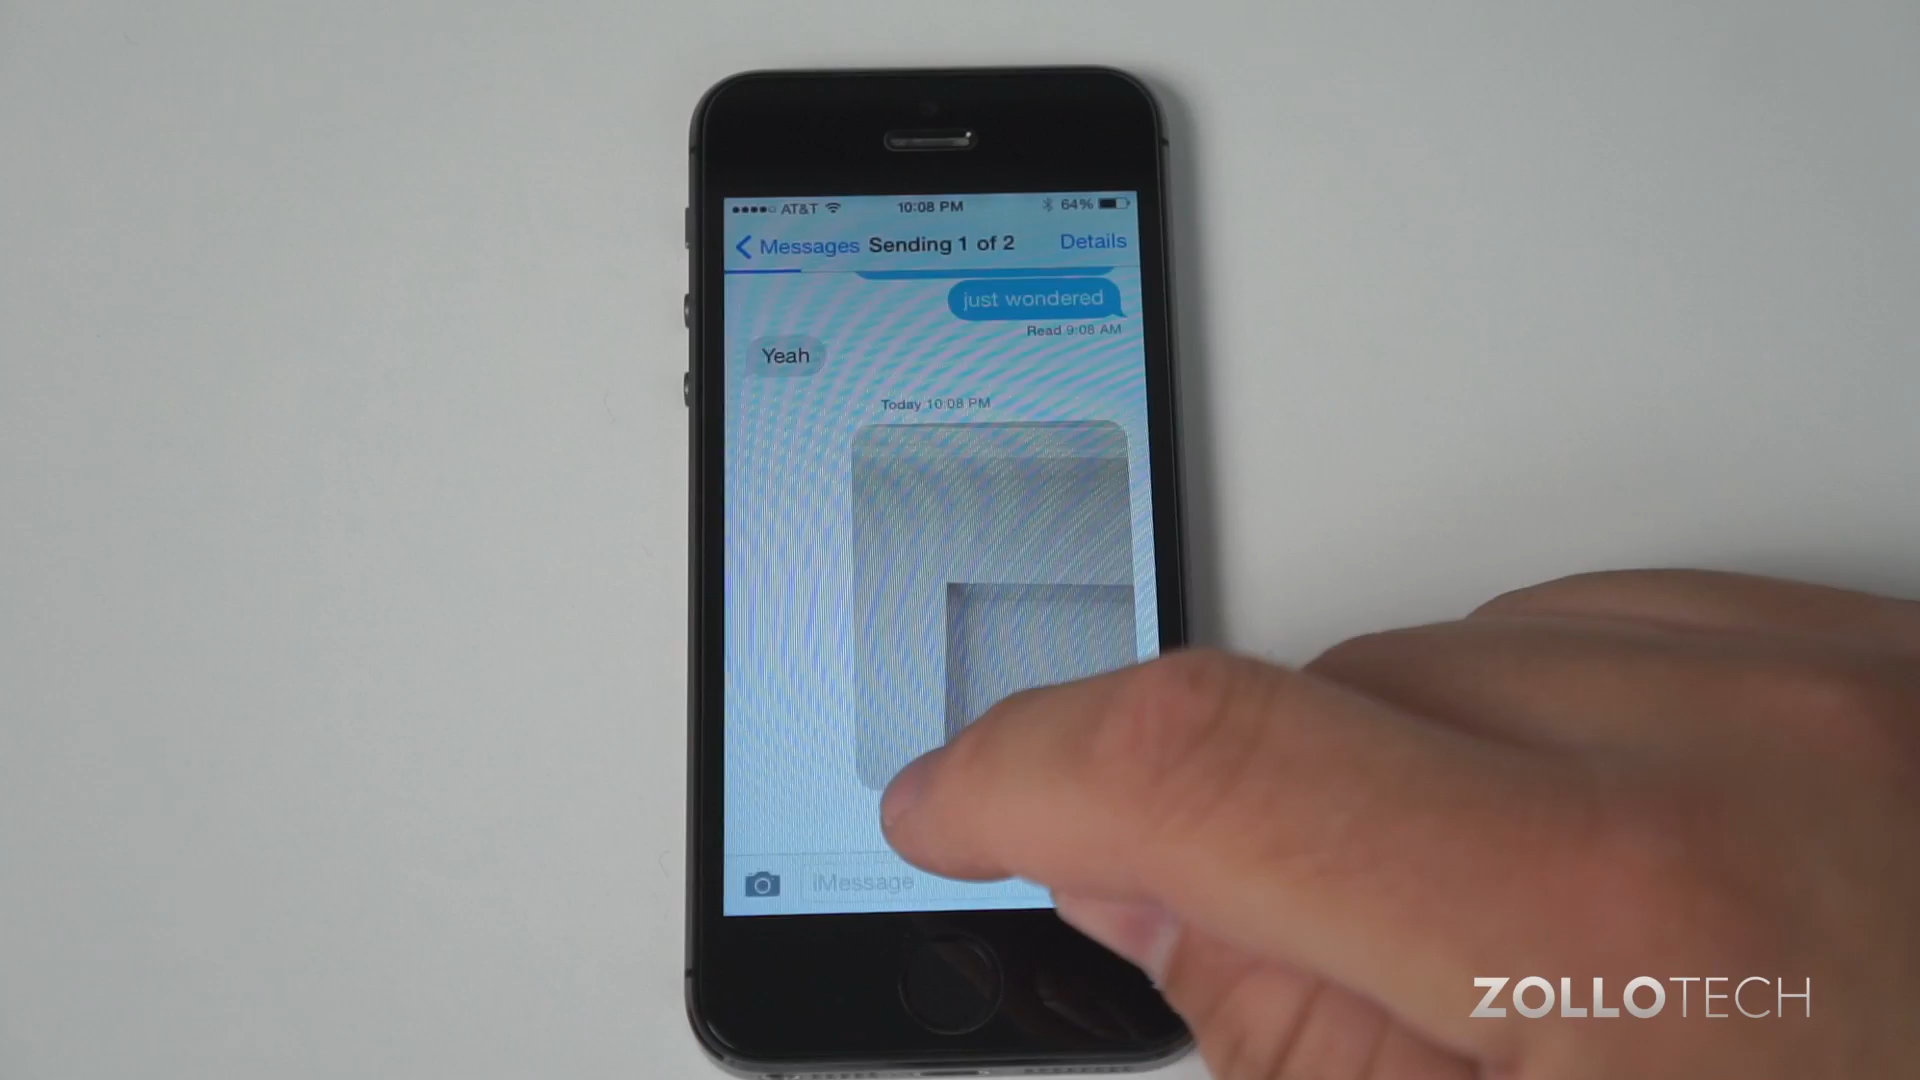 AT&T 10:08 PM 64%
Messages Sending 1 of 2 Details
just wondered
Read 9:08 AM
Yeah
Today 10:08 PM
iMessage
ZOLLOTECH